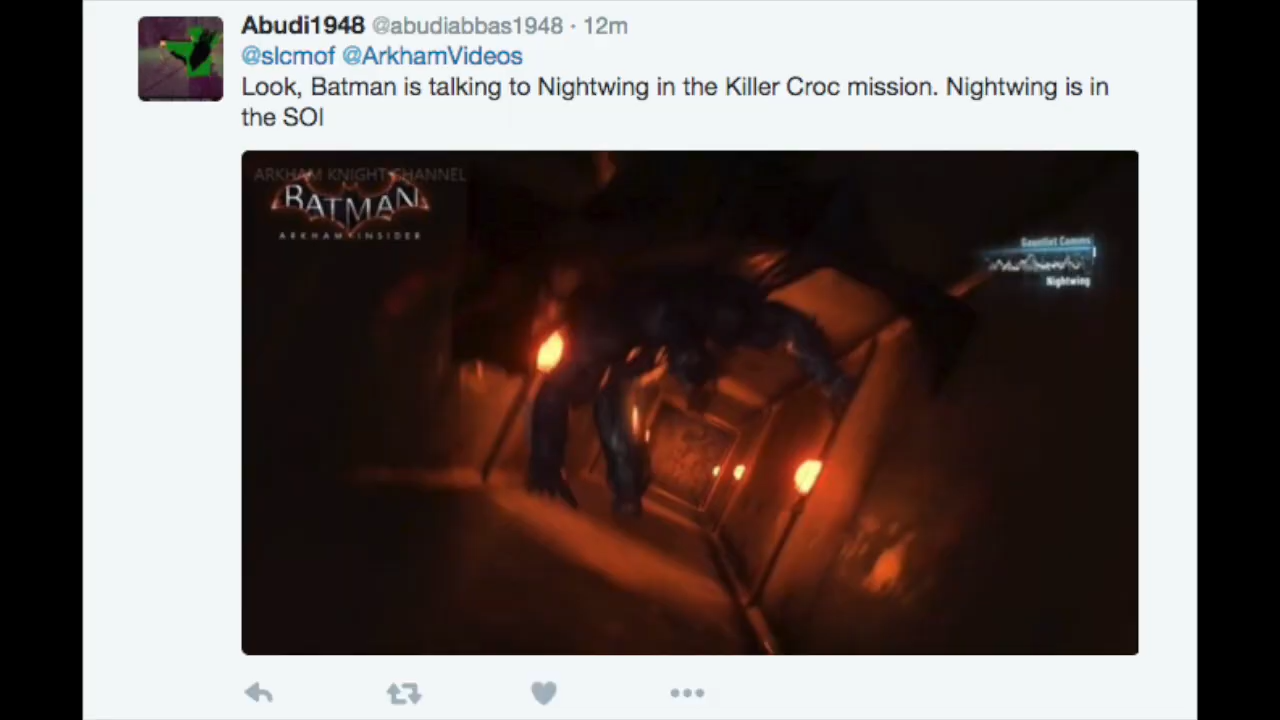 Abudi1948 @abudiabbas1948 · 12m
@slcmof @ArkhamVideos
Look, Batman is talking to Nightwing in the Killer Croc mission. Nightwing is in
the SOI
ARKHAM KNIGHT CHANNEL
BATMAN
ARKHAM INSIDER
Gauntlet Comms
Nightwing